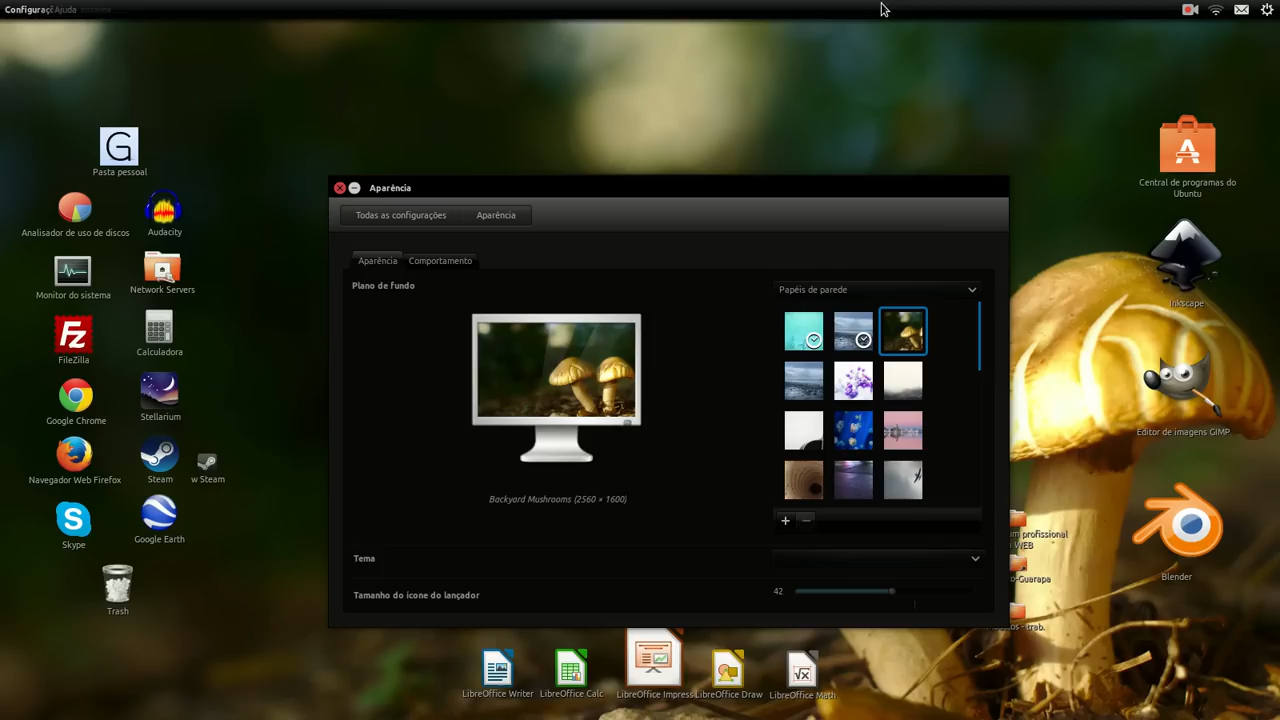 Configuraç Ajuda
Pasta pessoal
Analisador de uso de discos
Audacity
Monitor do sistema
Network Servers
FileZilla
Calculadora
Google Chrome
Stellarium
Navegador Web Firefox
Steam
w Steam
Skype
Google Earth
Trash
Aparência
Todas as configurações
Aparência
Aparência
Comportamento
Plano de fundo
Papéis de parede
Backyard Mushrooms (2560 × 1600)
Tema
Tamanho do ícone do lançador
42
Central de programas do
Ubuntu
Inkscape
Editor de imagens GIMP
um profissional
WEB
o-Guarapa
Blender
os - trab.
LibreOffice Writer
LibreOffice Calc
LibreOffice Impress
LibreOffice Draw
LibreOffice Math